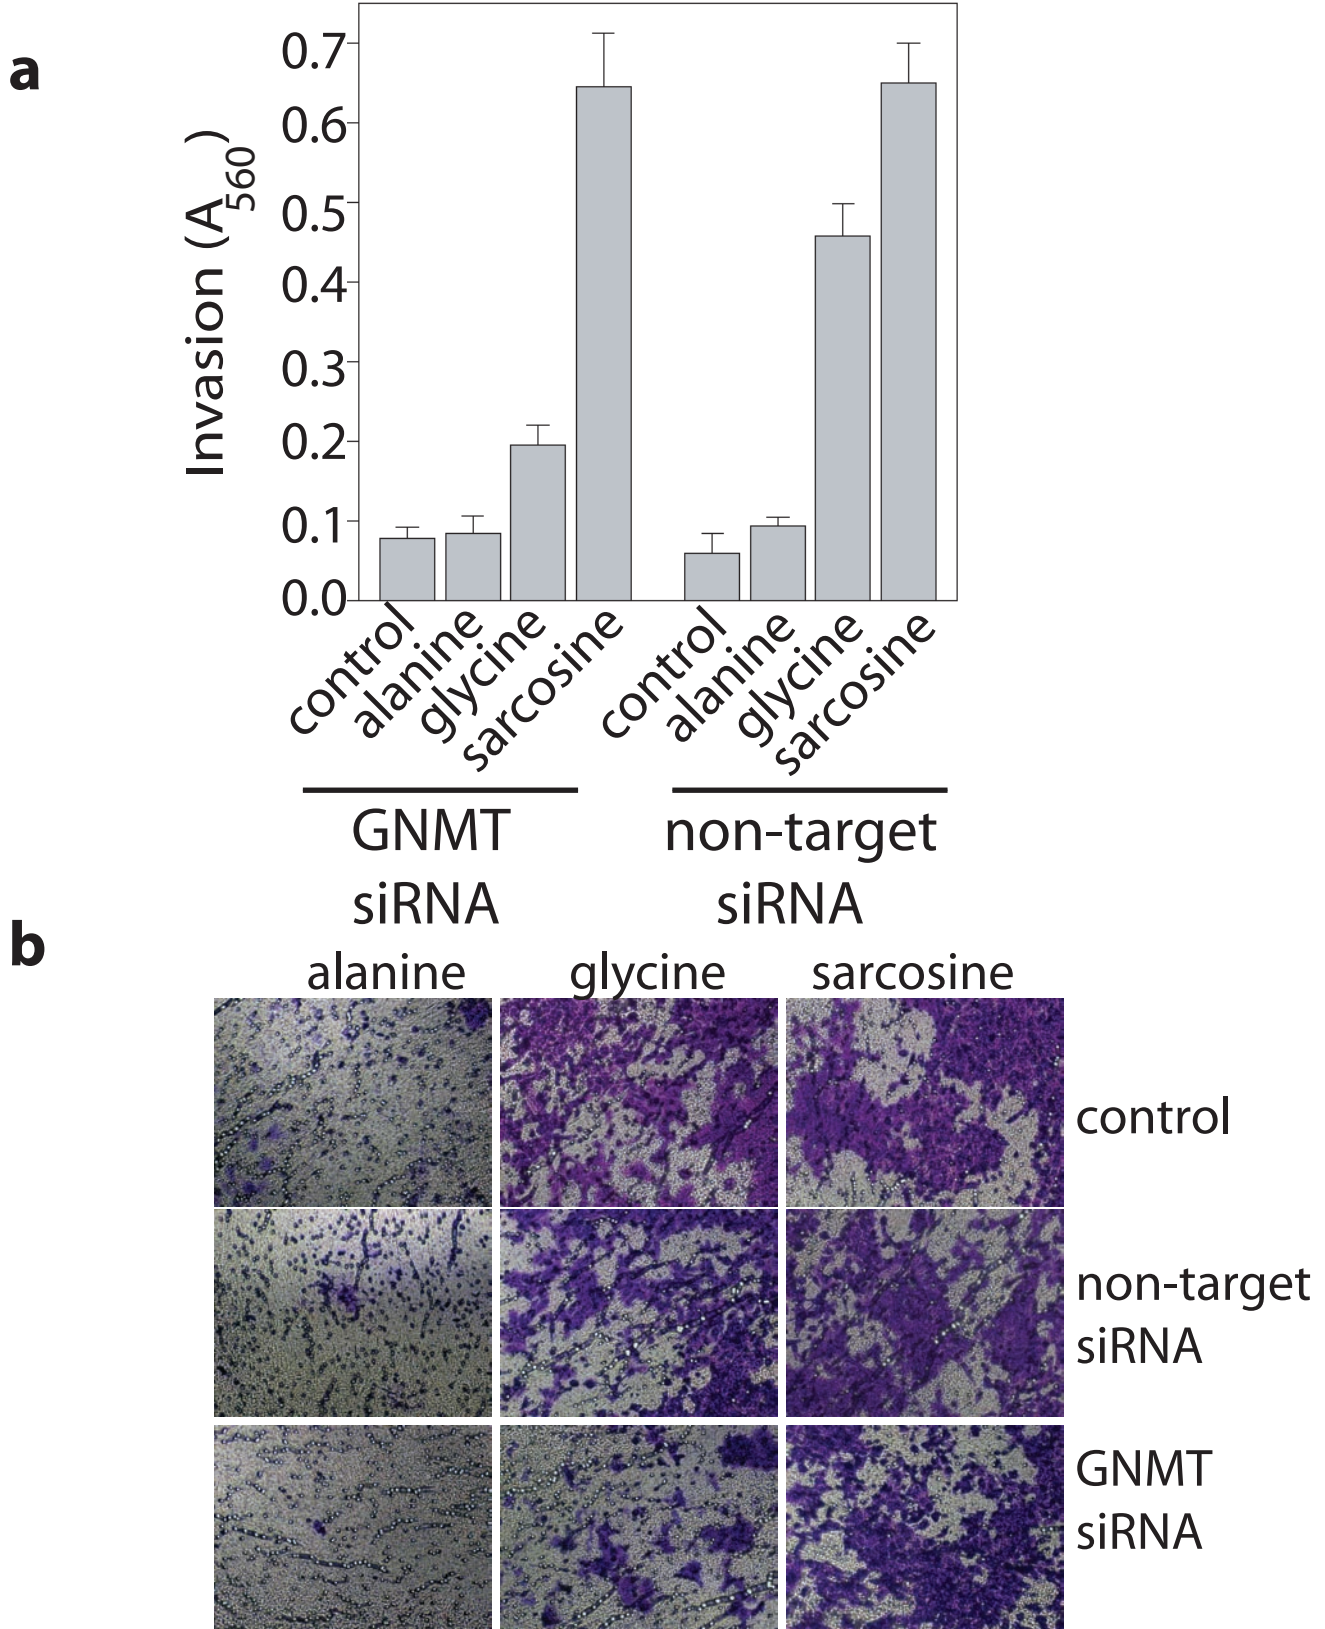 a
Invasion (A560)
0.7
0.6
0.5
0.4
0.3
0.2
0.1
0.0
control
alanine
glycine
sarcosine
control
alanine
glycine
sarcosine
GNMT
siRNA
non-target
siRNA
b
alanine
glycine
sarcosine
control
non-target
siRNA
GNMT
siRNA